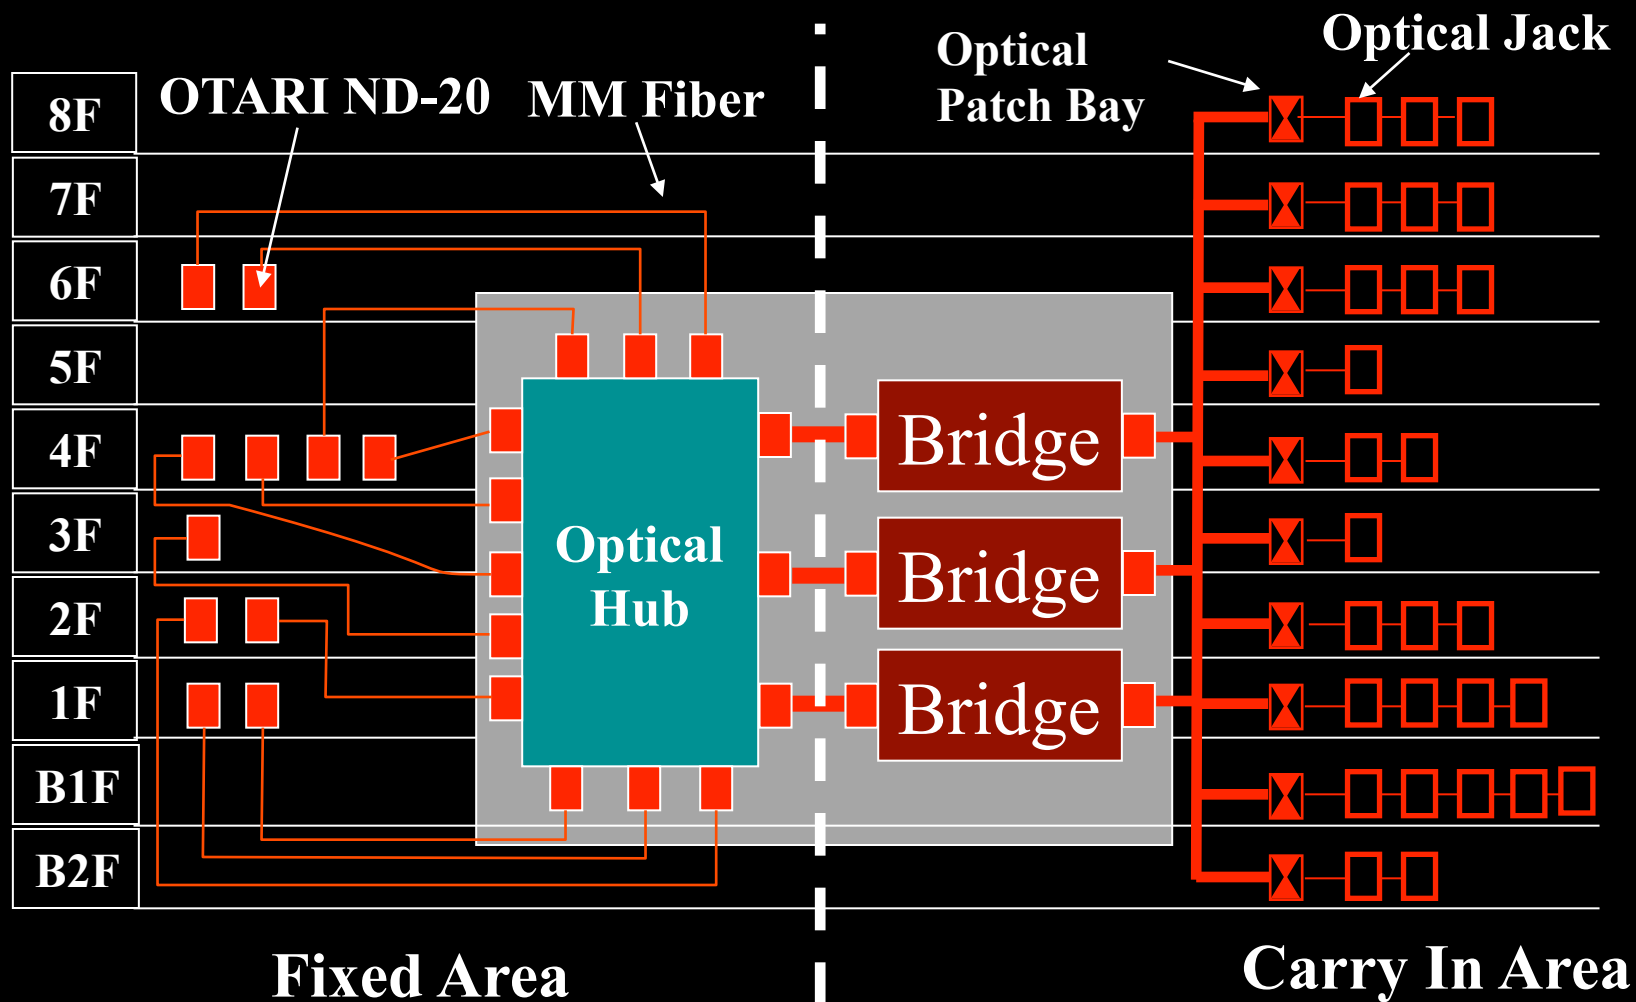 Optical Jack
Optical
Patch Bay
OTARI ND-20
MM Fiber
8F
7F
6F
5F
4F
3F
2F
1F
B1F
B2F
Optical
Hub
Bridge
Bridge
Bridge
Fixed Area
Carry In Area